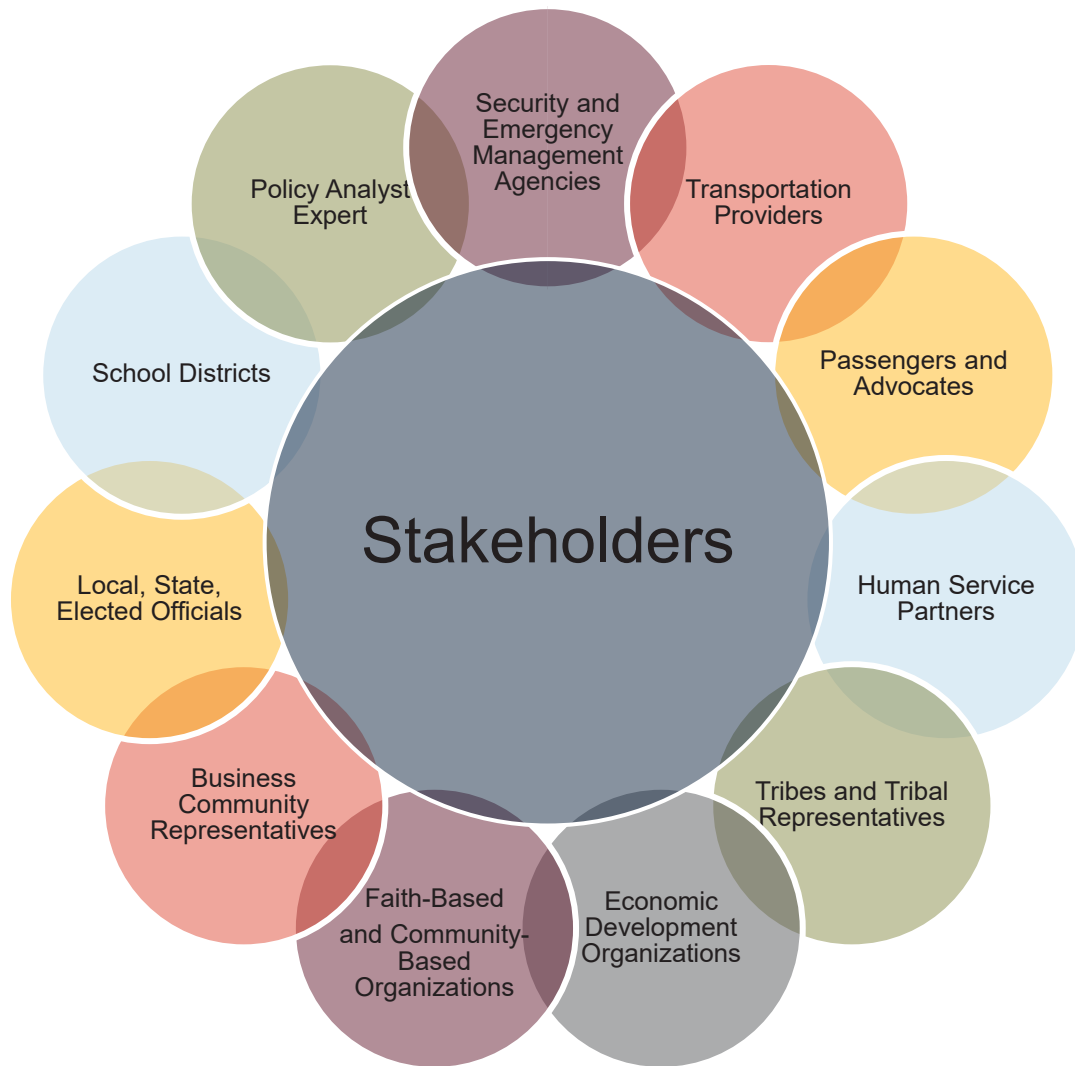 Security and
Emergency
Management
Agencies
Transportation
Providers
Passengers and
Advocates
Human Service
Partners
Tribes and Tribal
Representatives
Economic
Development
Organizations
Faith-Based
and Community-
Based
Organizations
Business
Community
Representatives
Local, State,
Elected Officials
School Districts
Policy Analyst
Expert
Stakeholders